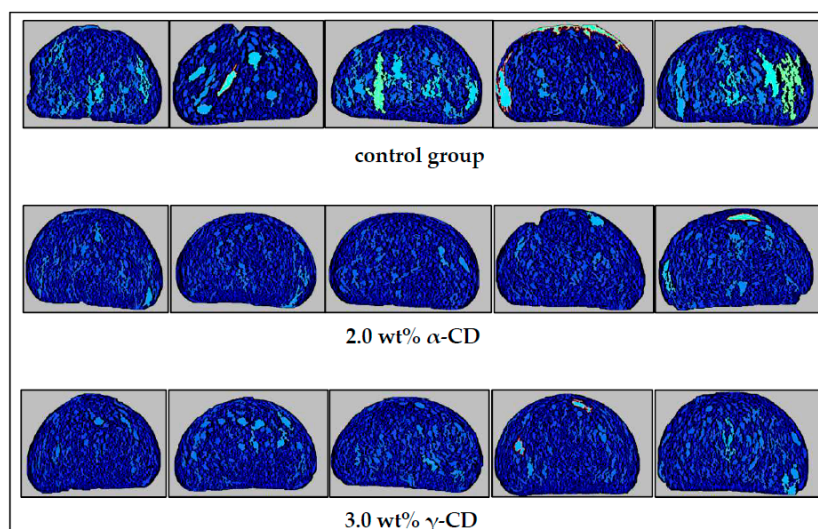 control group
2.0 wt% α-CD
3.0 wt% γ-CD